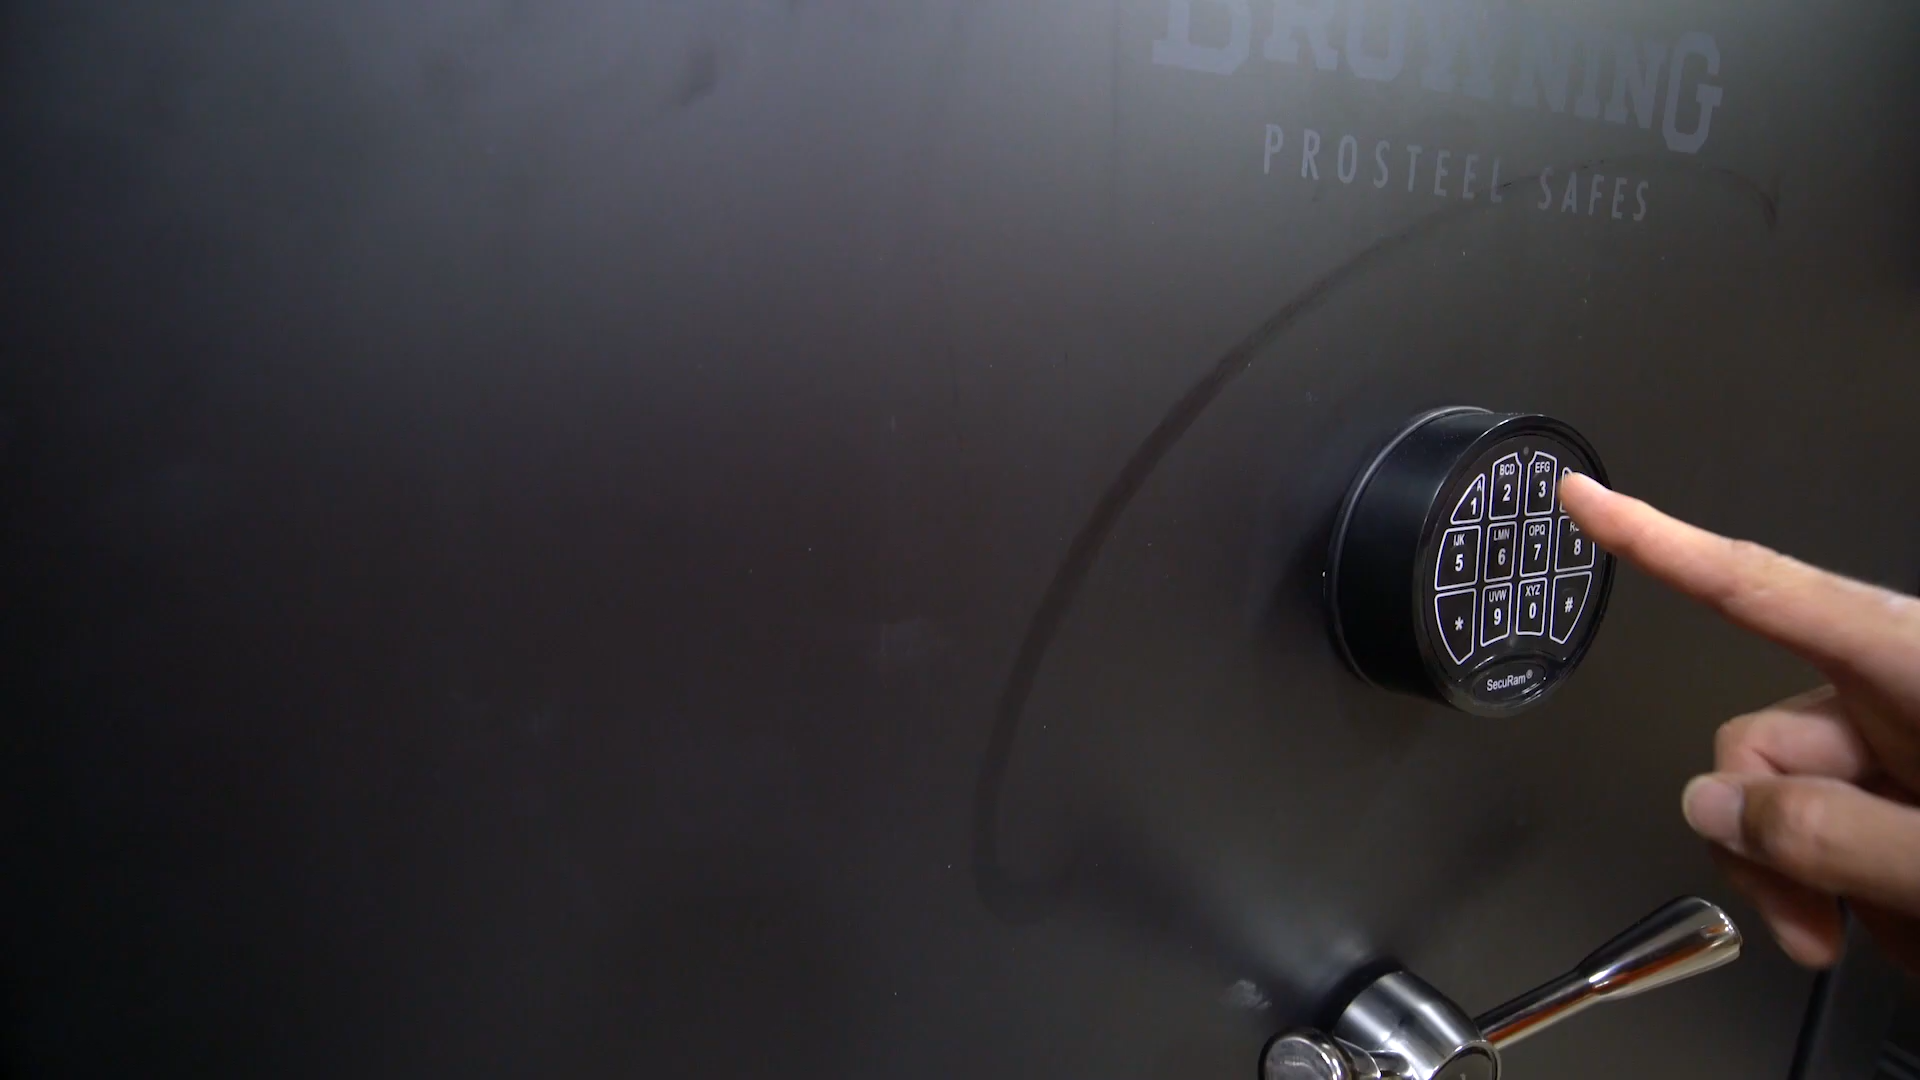 BROWNING
PROSTEEL SAFES
A BCD EFG
1 2 3
IJK LMN OPQ
5 6 7 8
UVW XYZ
* 9 0 #
SecuRam®